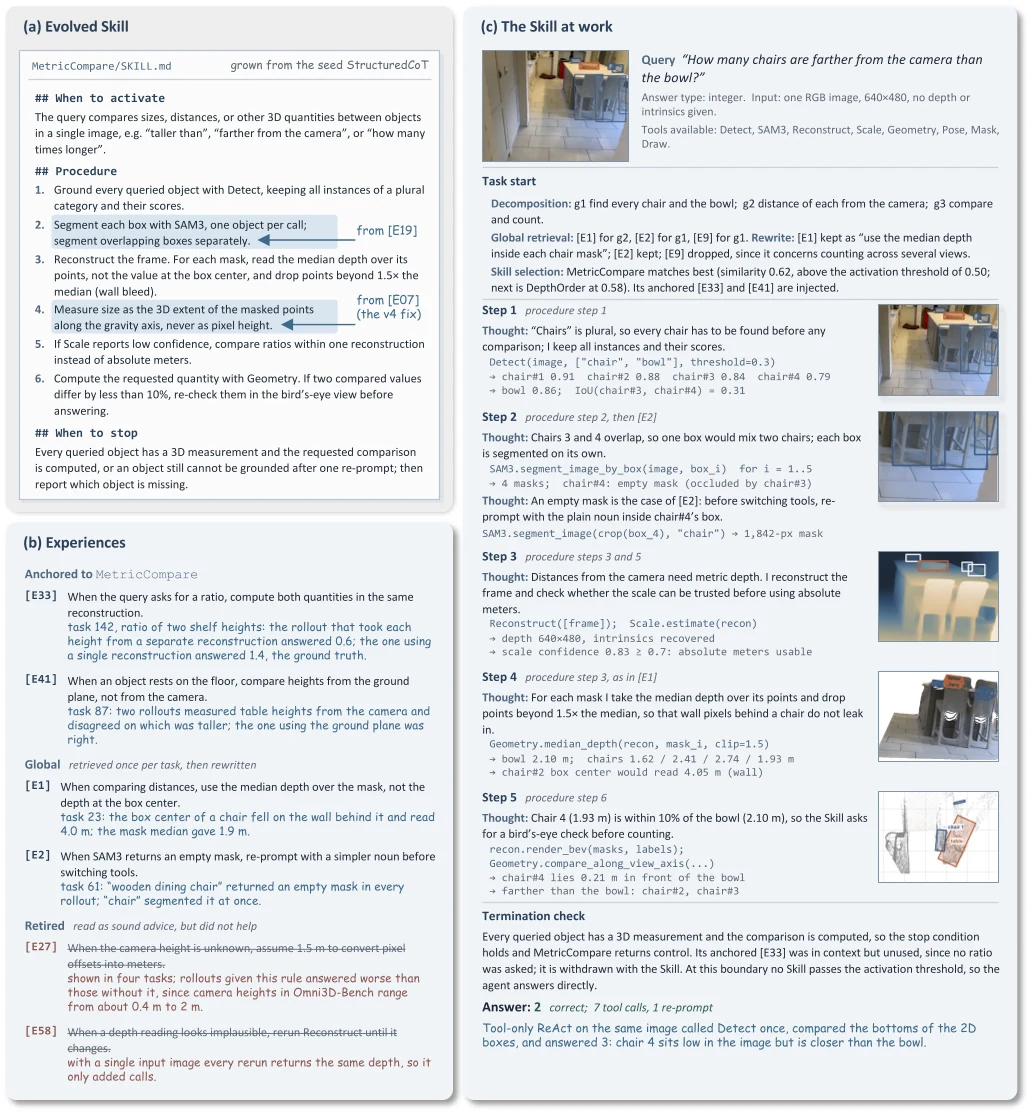 (a) Evolved Skill
MetricCompare/SKILL.md
grown from the seed StructuredCoT
## When to activate
The query compares sizes, distances, or other 3D quantities between objects
in a single image, e.g. “taller than”, “farther from the camera”, or “how many
times longer”.
## Procedure
1. Ground every queried object with Detect, keeping all instances of a plural
category and their scores.
2. Segment each box with SAM3, one object per call;
segment overlapping boxes separately.
from [E19]
3. Reconstruct the frame. For each mask, read the median depth over its
points, not the value at the box center, and drop points beyond 1.5× the
median (wall bleed).
4. Measure size as the 3D extent of the masked points
along the gravity axis, never as pixel height.
from [E07]
(the v4 fix)
5. If Scale reports low confidence, compare ratios within one reconstruction
instead of absolute meters.
6. Compute the requested quantity with Geometry. If two compared values
differ by less than 10%, re-check them in the bird’s-eye view before
answering.
## When to stop
Every queried object has a 3D measurement and the requested comparison
is computed, or an object still cannot be grounded after one re-prompt; then
report which object is missing.
(b) Experiences
Anchored to MetricCompare
[E33] When the query asks for a ratio, compute both quantities in the same
reconstruction.
task 142, ratio of two shelf heights: the rollout that took each
height from a separate reconstruction answered 0.6; the one using
a single reconstruction answered 1.4, the ground truth.
[E41] When an object rests on the floor, compare heights from the ground
plane, not from the camera.
task 87: two rollouts measured table heights from the camera and
disagreed on which was taller; the one using the ground plane was
right.
Global retrieved once per task, then rewritten
[E1] When comparing distances, use the median depth over the mask, not the
depth at the box center.
task 23: the box center of a chair fell on the wall behind it and read
4.0 m; the mask median gave 1.9 m.
[E2] When SAM3 returns an empty mask, re-prompt with a simpler noun before
switching tools.
task 61: “wooden dining chair” returned an empty mask in every
rollout; “chair” segmented it at once.
Retired read as sound advice, but did not help
[E27] When the camera height is unknown, assume 1.5 m to convert pixel
offsets into meters.
shown in four tasks; rollouts given this rule answered worse than
those without it, since camera heights in Omni3D-Bench range
from about 0.4 m to 2 m.
[E58] When a depth reading looks implausible, rerun Reconstruct until it
changes.
with a single input image every rerun returns the same depth, so it
only added calls.
(c) The Skill at work
Query “How many chairs are farther from the camera than
the bowl?”
Answer type: integer. Input: one RGB image, 640×480, no depth or
intrinsics given.
Tools available: Detect, SAM3, Reconstruct, Scale, Geometry, Pose, Mask,
Draw.
Task start
Decomposition: g1 find every chair and the bowl; g2 distance of each from the camera; g3 compare
and count.
Global retrieval: [E1] for g2, [E2] for g1, [E9] for g1. Rewrite: [E1] kept as “use the median depth
inside each chair mask”; [E2] kept; [E9] dropped, since it concerns counting across several views.
Skill selection: MetricCompare matches best (similarity 0.62, above the activation threshold of 0.50;
next is DepthOrder at 0.58). Its anchored [E33] and [E41] are injected.
Step 1 procedure step 1
Thought: “Chairs” is plural, so every chair has to be found before any
comparison; I keep all instances and their scores.
Detect(image, ["chair", "bowl"], threshold=0.3)
→ chair#1 0.91 chair#2 0.88 chair#3 0.84 chair#4 0.79
→ bowl 0.86; IoU(chair#3, chair#4) = 0.31
Step 2 procedure step 2, then [E2]
Thought: Chairs 3 and 4 overlap, so one box would mix two chairs; each box
is segmented on its own.
SAM3.segment_image_by_box(image, box_i) for i = 1..5
→ 4 masks; chair#4: empty mask (occluded by chair#3)
Thought: An empty mask is the case of [E2]: before switching tools, re-
prompt with the plain noun inside chair#4’s box.
SAM3.segment_image(crop(box_4), "chair") → 1,842-px mask
Step 3 procedure steps 3 and 5
Thought: Distances from the camera need metric depth. I reconstruct the
frame and check whether the scale can be trusted before using absolute
meters.
Reconstruct([frame]); Scale.estimate(recon)
→ depth 640×480, intrinsics recovered
→ scale confidence 0.83 ≥ 0.7: absolute meters usable
Step 4 procedure step 3, as in [E1]
Thought: For each mask I take the median depth over its points and drop
points beyond 1.5× the median, so that wall pixels behind a chair do not leak
in.
Geometry.median_depth(recon, mask_i, clip=1.5)
→ bowl 2.10 m; chairs 1.62 / 2.41 / 2.74 / 1.93 m
→ chair#2 box center would read 4.05 m (wall)
Step 5 procedure step 6
Thought: Chair 4 (1.93 m) is within 10% of the bowl (2.10 m), so the Skill asks
for a bird’s-eye check before counting.
recon.render_bev(masks, labels);
Geometry.compare_along_view_axis(...)
→ chair#4 lies 0.21 m in front of the bowl
→ farther than the bowl: chair#2, chair#3
Termination check
Every queried object has a 3D measurement and the comparison is computed, so the stop condition
holds and MetricCompare returns control. Its anchored [E33] was in context but unused, since no ratio
was asked; it is withdrawn with the Skill. At this boundary no Skill passes the activation threshold, so the
agent answers directly.
Answer: 2 correct; 7 tool calls, 1 re-prompt
Tool-only ReAct on the same image called Detect once, compared the bottoms of the 2D
boxes, and answered 3: chair 4 sits low in the image but is closer than the bowl.